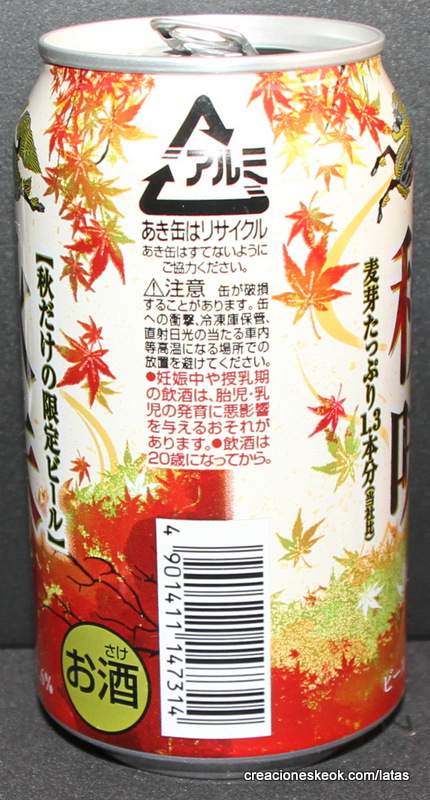 アルミ
あき缶はリサイクル
あき缶はすてないように
ご協力ください。
⚠注意 缶が破損
することがあります。缶
への衝撃、冷凍庫保管、
直射日光の当たる車内
等高温になる場所での
放置を避けてください。
●妊娠中や授乳期
の飲酒は、胎児・乳
児の発育に悪影響
を与えるおそれが
あります。●飲酒は
20歳になってから。
【秋だけの限定ビール】
麦芽たっぷり1.3本分(当社比)
秋
味
4 901411 147314
さけ
お酒
6%
ビー
creacioneskeok.com/latas